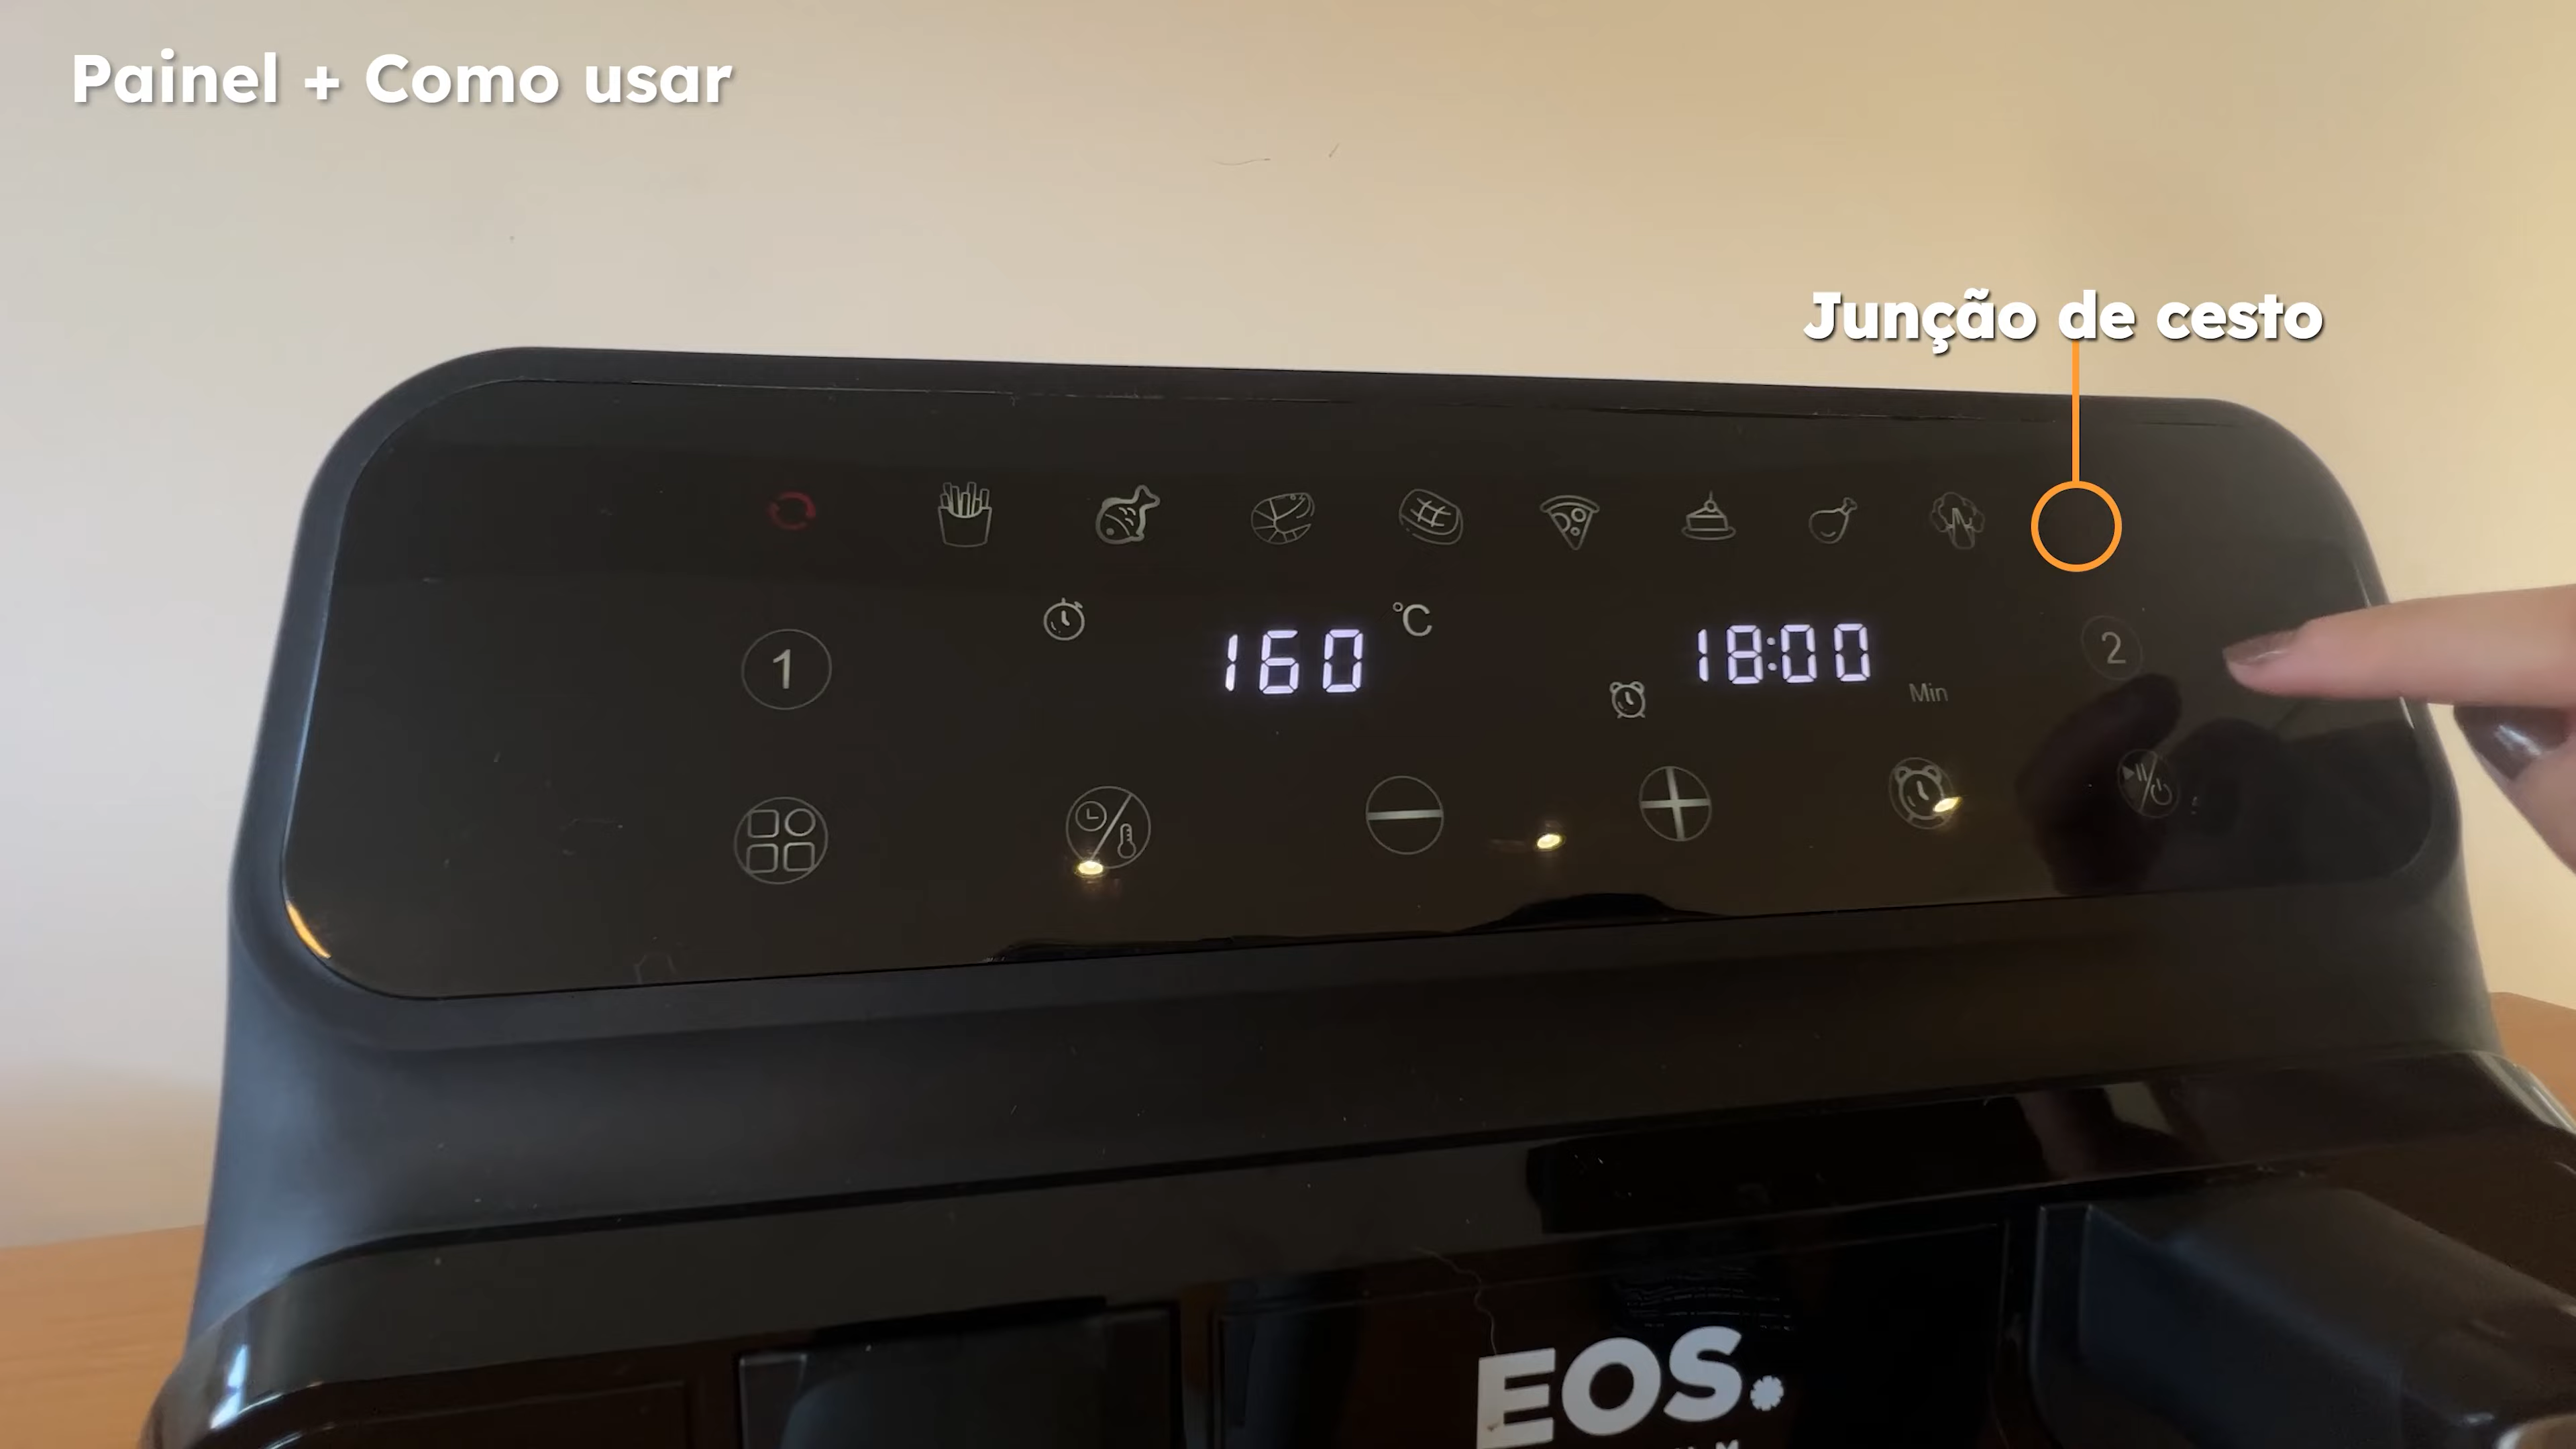 Painel + Como usar
Junção de cesto
1
160
°C
18:00
Min
2
EOS.